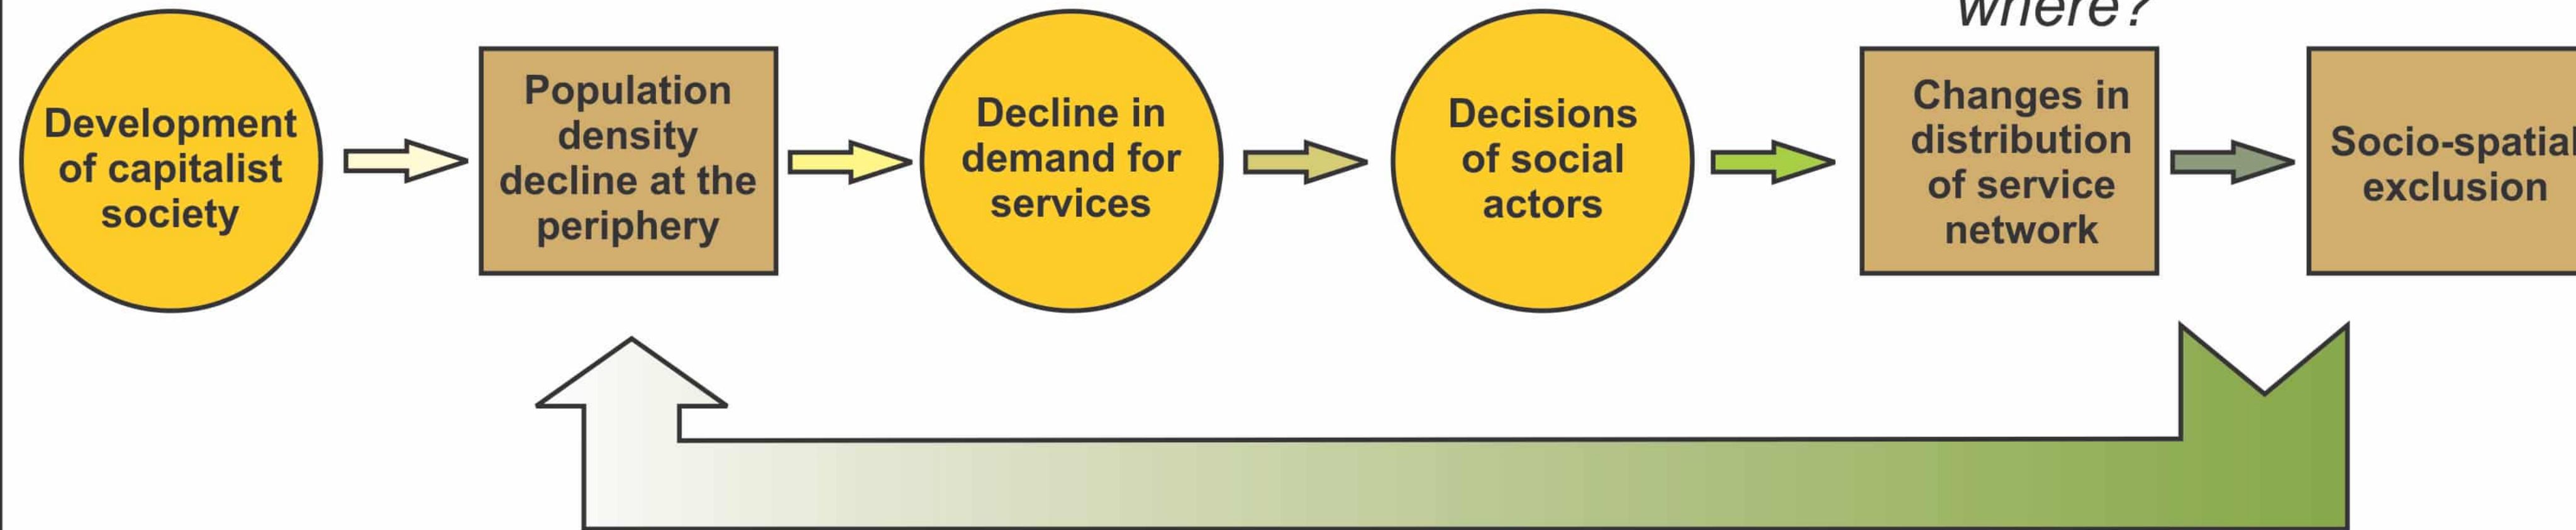 where?
Development
of capitalist
society
Population
density
decline at the
periphery
Decline in
demand for
services
Decisions
of social
actors
Changes in
distribution
of service
network
Socio-spatial
exclusion